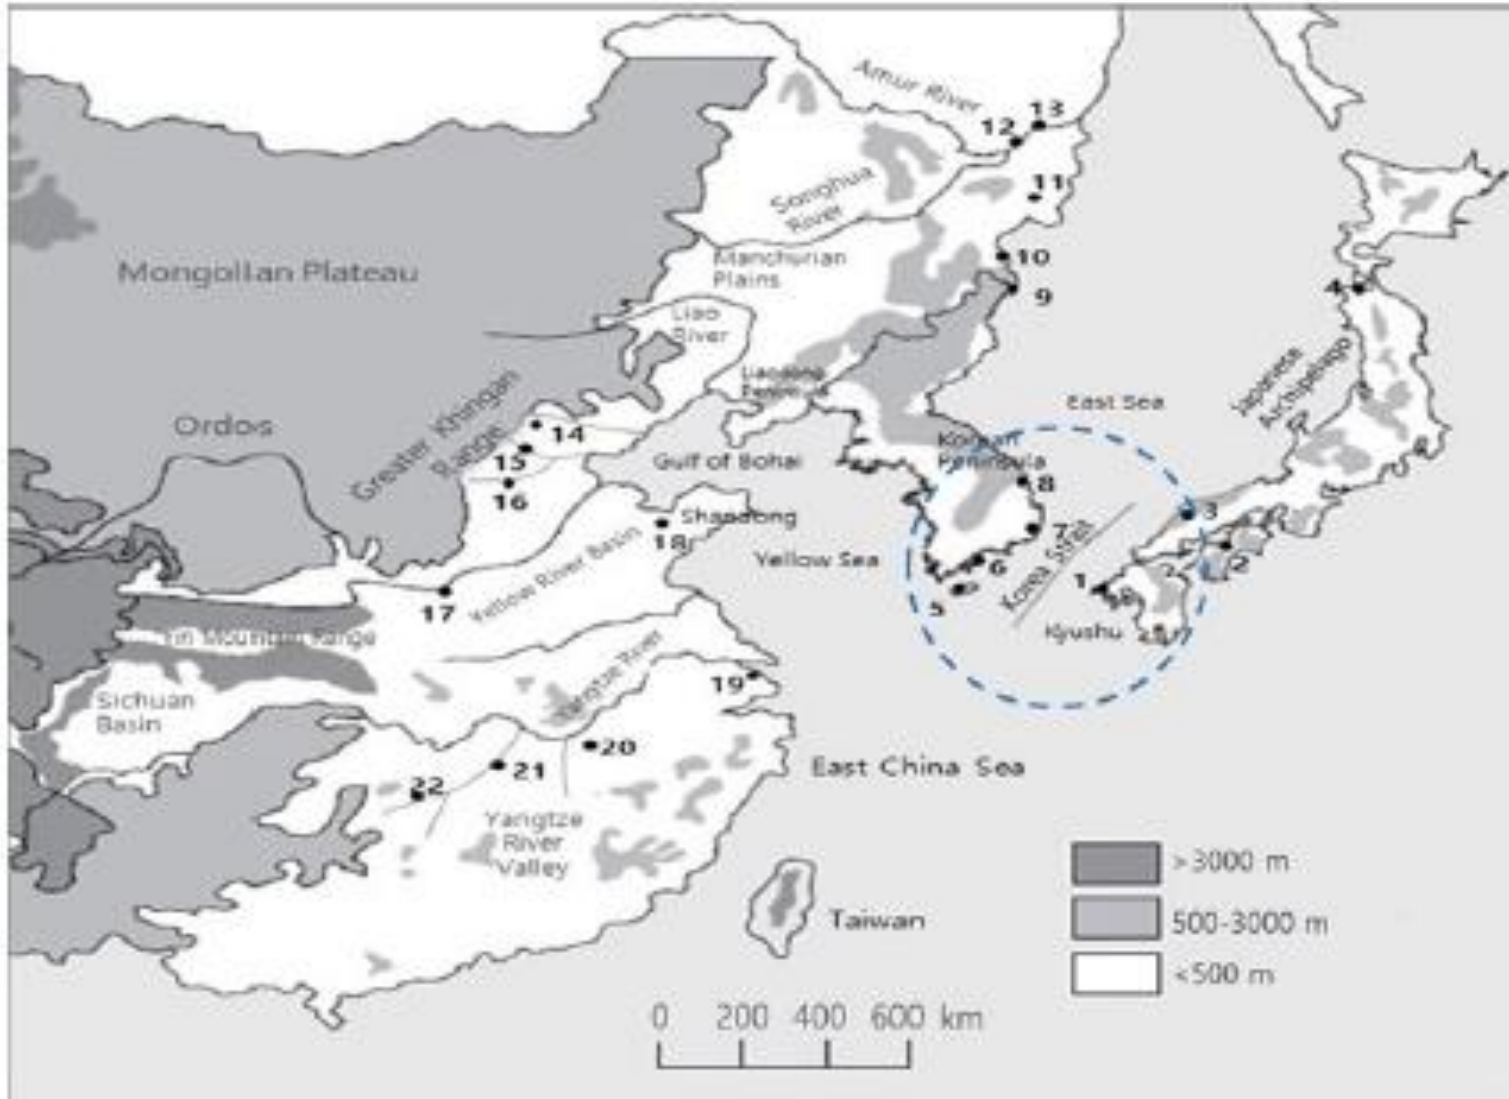 Amur River
13
12
11
Songhua
River
Mongolian Plateau
Manchurian
Plains
10
9
4
Liao
River
Japanese
Archipelago
East Sea
Ordois
Greater Khingan
Range
14
15
16
Gulf of Bohai
Korean
Peninsula
8
3
Shandong
18
7
Yellow Sea
6
5
Korea Strait
1
2
Kyushu
17
Yellow River Basin
Yangtze River
19
Sichuan
Basin
20
21
22
East China Sea
Yangtze
River
Valley
Taiwan
>3000 m
500-3000 m
<500 m
0 200 400 600 km